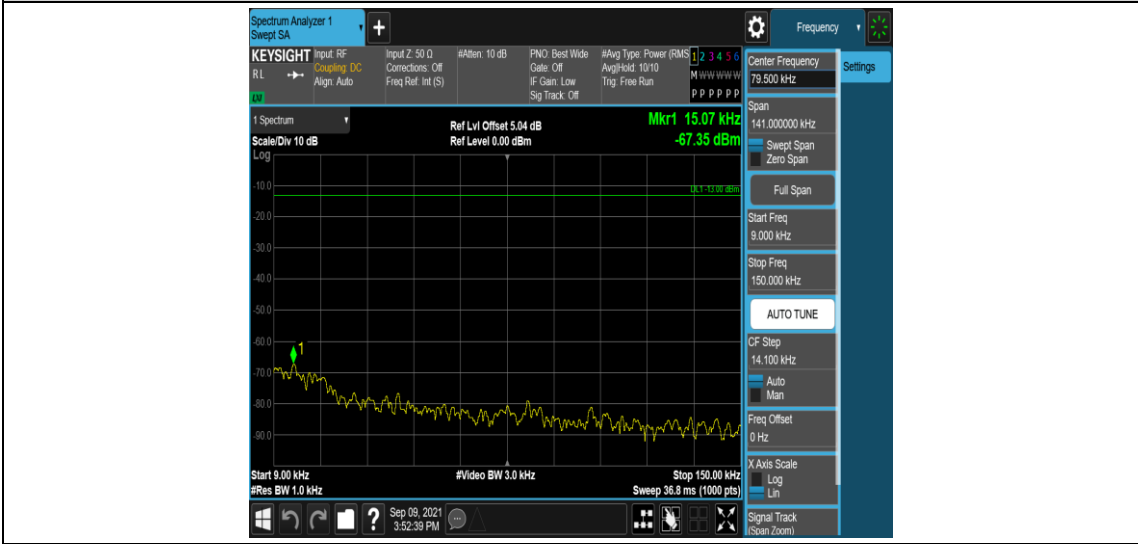 Spectrum Analyzer 1
Swept SA
+
Frequency
KEYSIGHT
Input: RF
Coupling: DC
Align: Auto
RL
LNI
Input Z: 50 Ω
Corrections: Off
Freq Ref: Int (S)
#Atten: 10 dB
PNO: Best Wide
Gate: Off
IF Gain: Low
Sig Track: Off
#Avg Type: Power (RMS
Avg|Hold: 10/10
Trig: Free Run
1 2 3 4 5 6
M W W W W W
P P P P P P
1 Spectrum
Scale/Div 10 dB
Log
Ref Lvl Offset 5.04 dB
Ref Level 0.00 dBm
Mkr1 15.07 kHz
-67.35 dBm
DL1 -13.00 dBm
-10.0
-20.0
-30.0
-40.0
-50.0
-60.0
-70.0
-80.0
-90.0
1
Start 9.00 kHz
#Res BW 1.0 kHz
#Video BW 3.0 kHz
Stop 150.00 kHz
Sweep 36.8 ms (1000 pts)
Center Frequency
79.500 kHz
Settings
Span
141.000000 kHz
Swept Span
Zero Span
Full Span
Start Freq
9.000 kHz
Stop Freq
150.000 kHz
AUTO TUNE
CF Step
14.100 kHz
Auto
Man
Freq Offset
0 Hz
X Axis Scale
Log
Lin
Signal Track
(Span Zoom)
?
Sep 09, 2021
3:52:39 PM